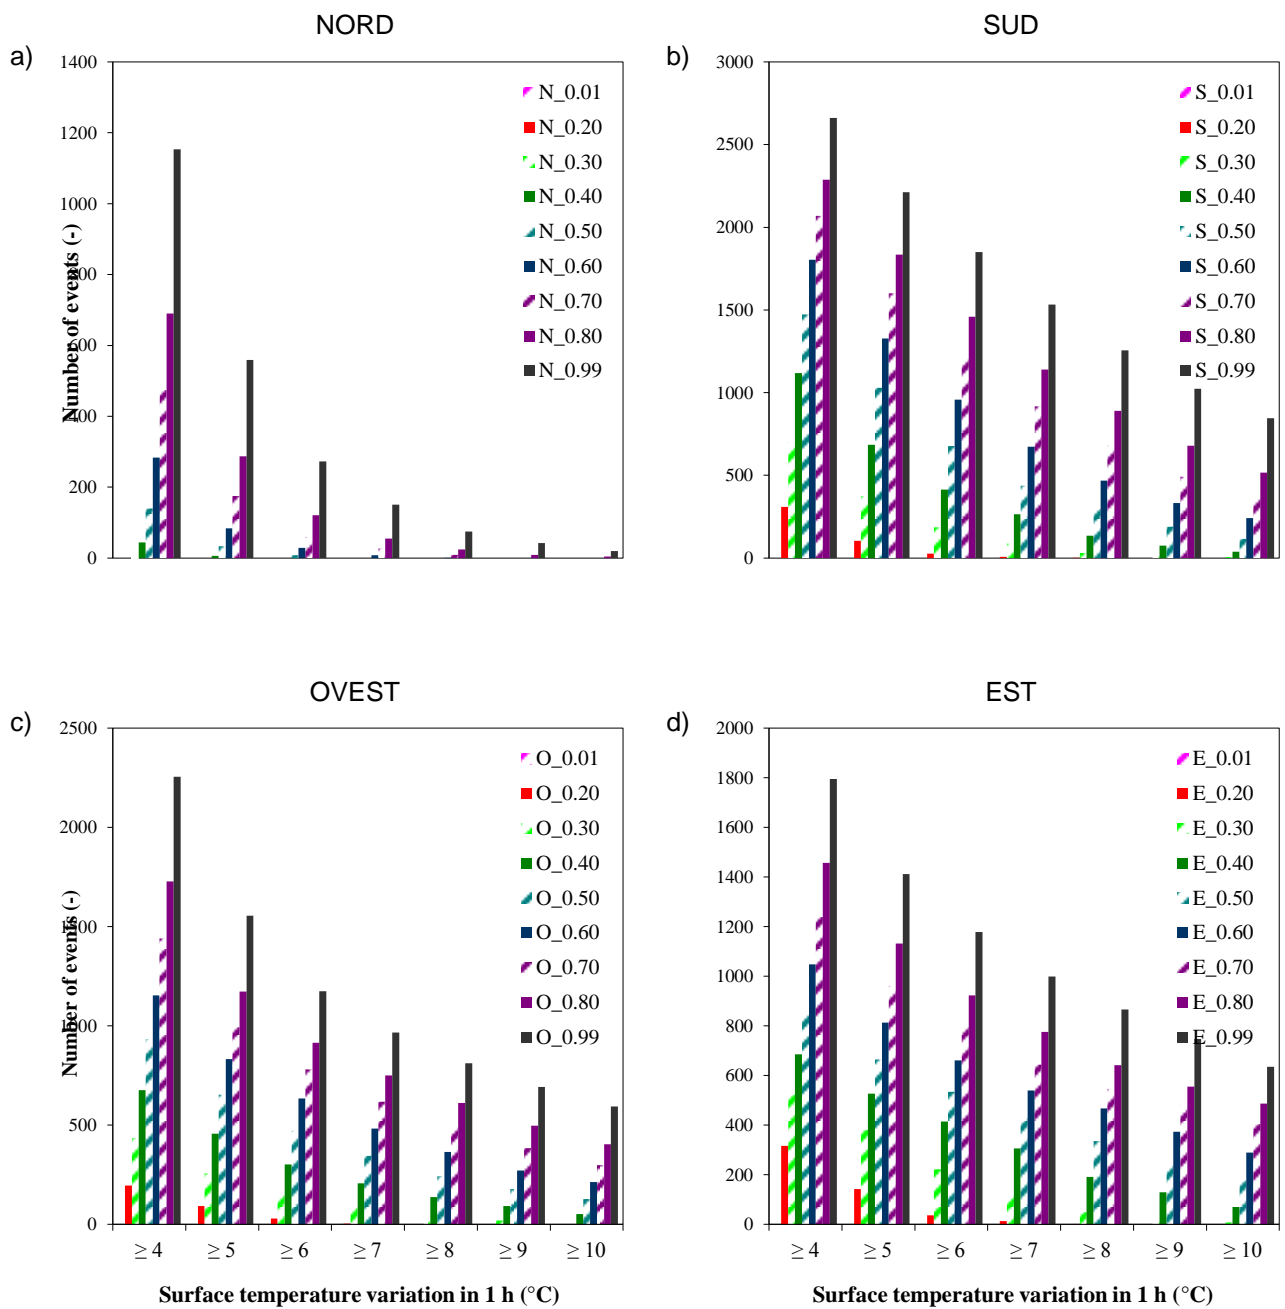 NORD
a)
1400
1200
1000
800
600
400
200
0
Number of events (-)
N_0.01
N_0.20
N_0.30
N_0.40
N_0.50
N_0.60
N_0.70
N_0.80
N_0.99
SUD
b)
3000
2500
2000
1500
1000
500
0
S_0.01
S_0.20
S_0.30
S_0.40
S_0.50
S_0.60
S_0.70
S_0.80
S_0.99
OVEST
c)
2500
2000
1500
1000
500
0
Number of events (-)
O_0.01
O_0.20
O_0.30
O_0.40
O_0.50
O_0.60
O_0.70
O_0.80
O_0.99
≥ 4 ≥ 5 ≥ 6 ≥ 7 ≥ 8 ≥ 9 ≥ 10
Surface temperature variation in 1 h (°C)
EST
d)
2000
1800
1600
1400
1200
1000
800
600
400
200
0
E_0.01
E_0.20
E_0.30
E_0.40
E_0.50
E_0.60
E_0.70
E_0.80
E_0.99
≥ 4 ≥ 5 ≥ 6 ≥ 7 ≥ 8 ≥ 9 ≥ 10
Surface temperature variation in 1 h (°C)